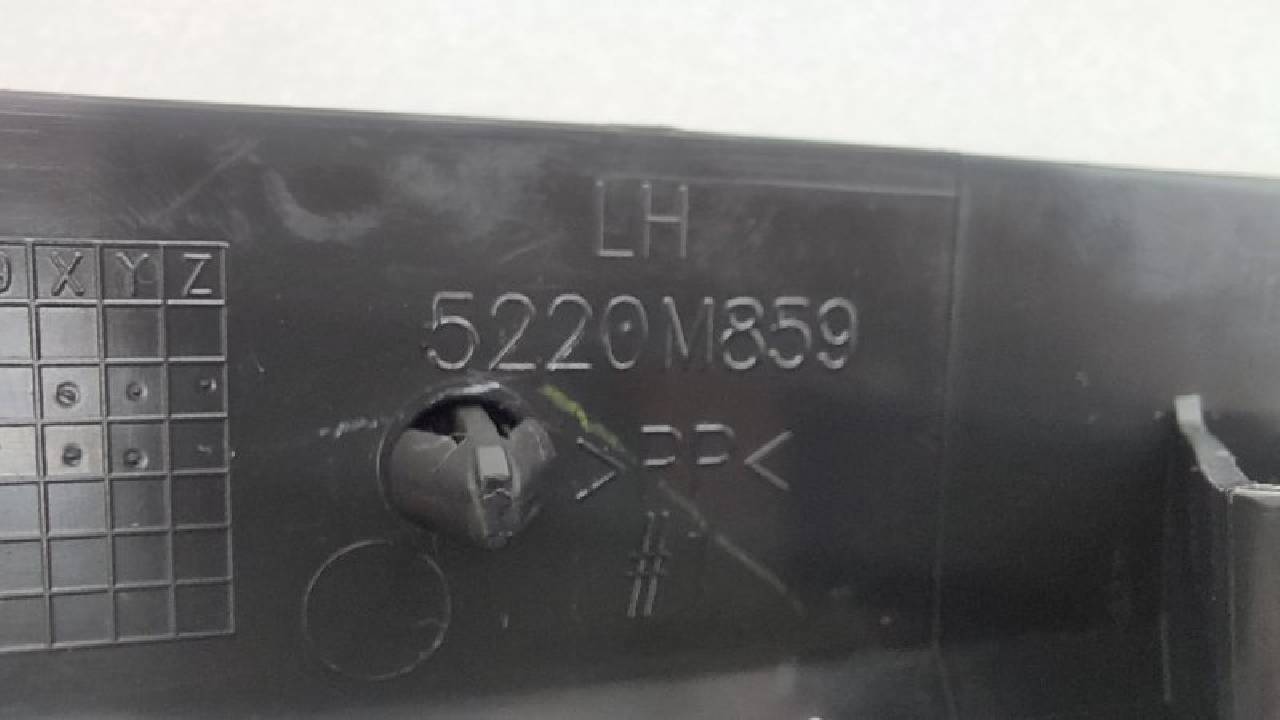 LH
5220M859
>PP<
#
X Y Z